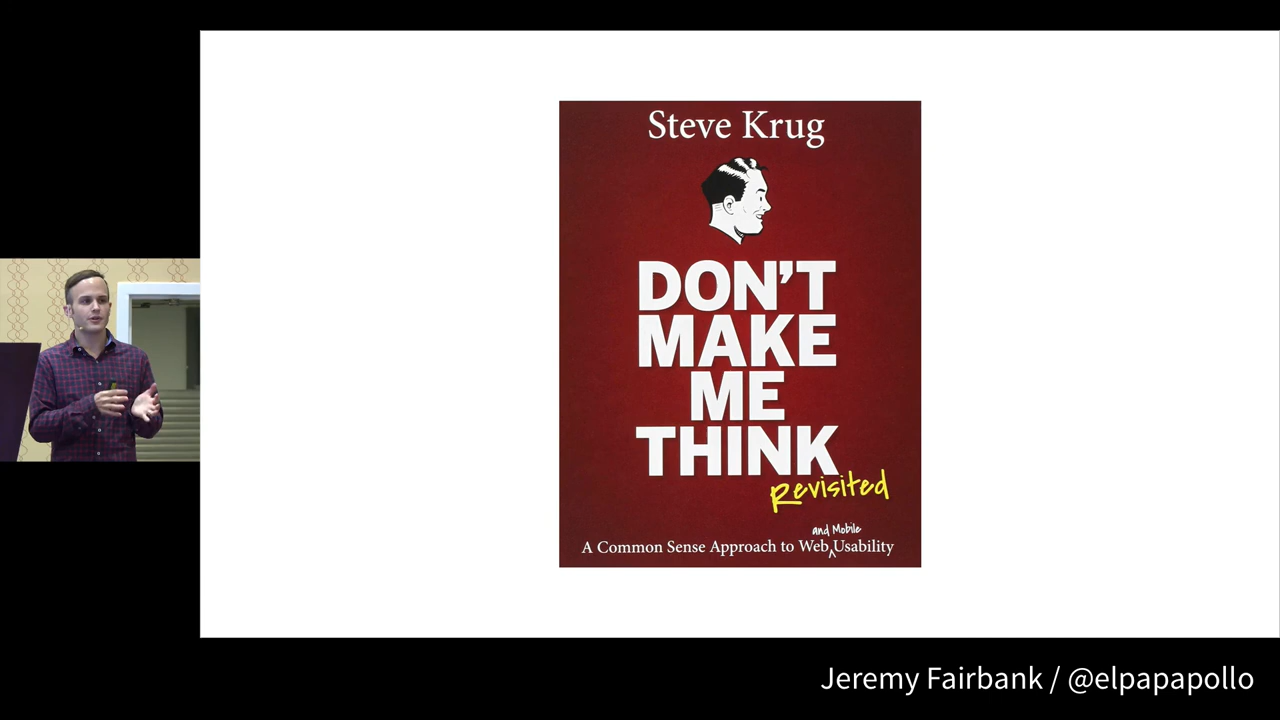 Steve Krug
DON'T
MAKE
ME
THINK
Revisited
and Mobile
A Common Sense Approach to Web Usability
Jeremy Fairbank / @elpapapollo